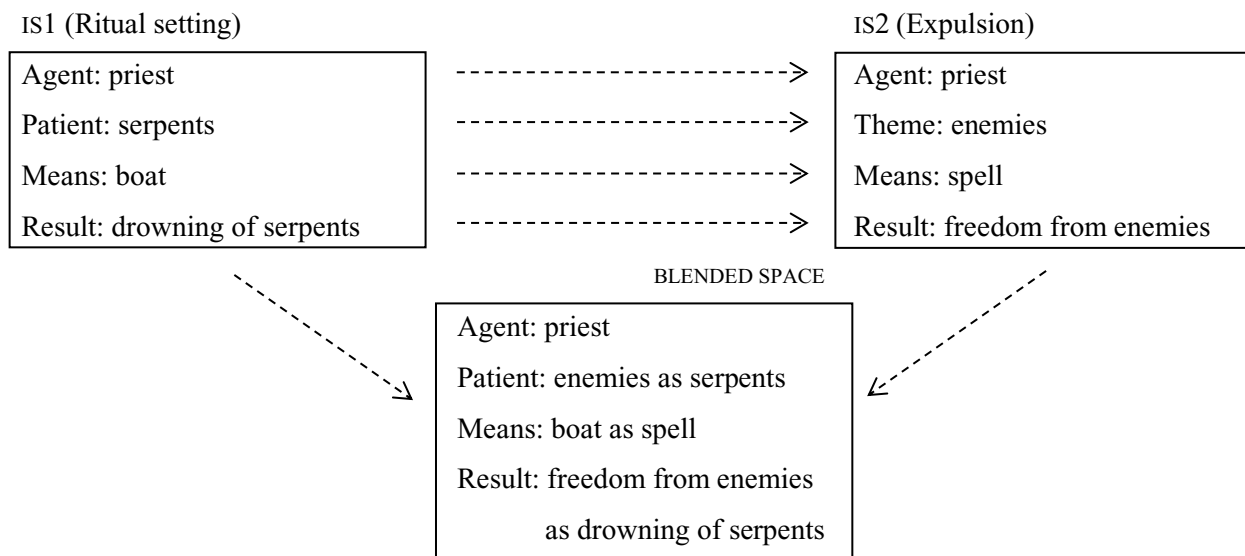 IS1 (Ritual setting)
Agent: priest
Patient: serpents
Means: boat
Result: drowning of serpents
IS2 (Expulsion)
Agent: priest
Theme: enemies
Means: spell
Result: freedom from enemies
BLENDED SPACE
Agent: priest
Patient: enemies as serpents
Means: boat as spell
Result: freedom from enemies
as drowning of serpents